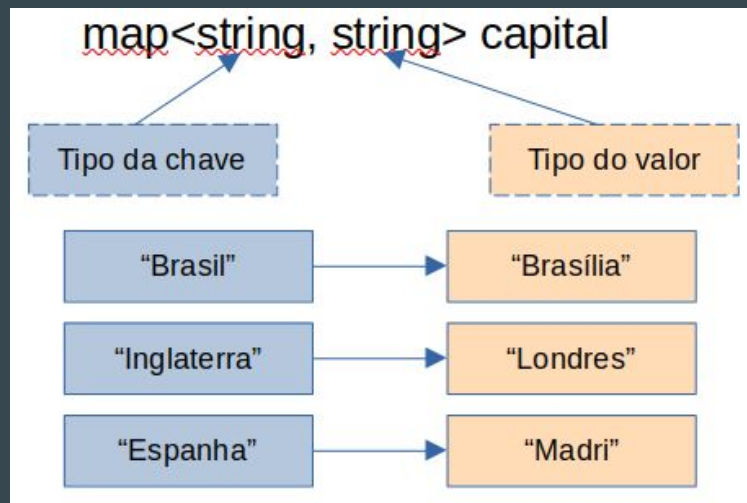 map<string, string> capital
Tipo da chave
Tipo do valor
“Brasil”
“Brasília”
“Inglaterra”
“Londres”
“Espanha”
“Madri”